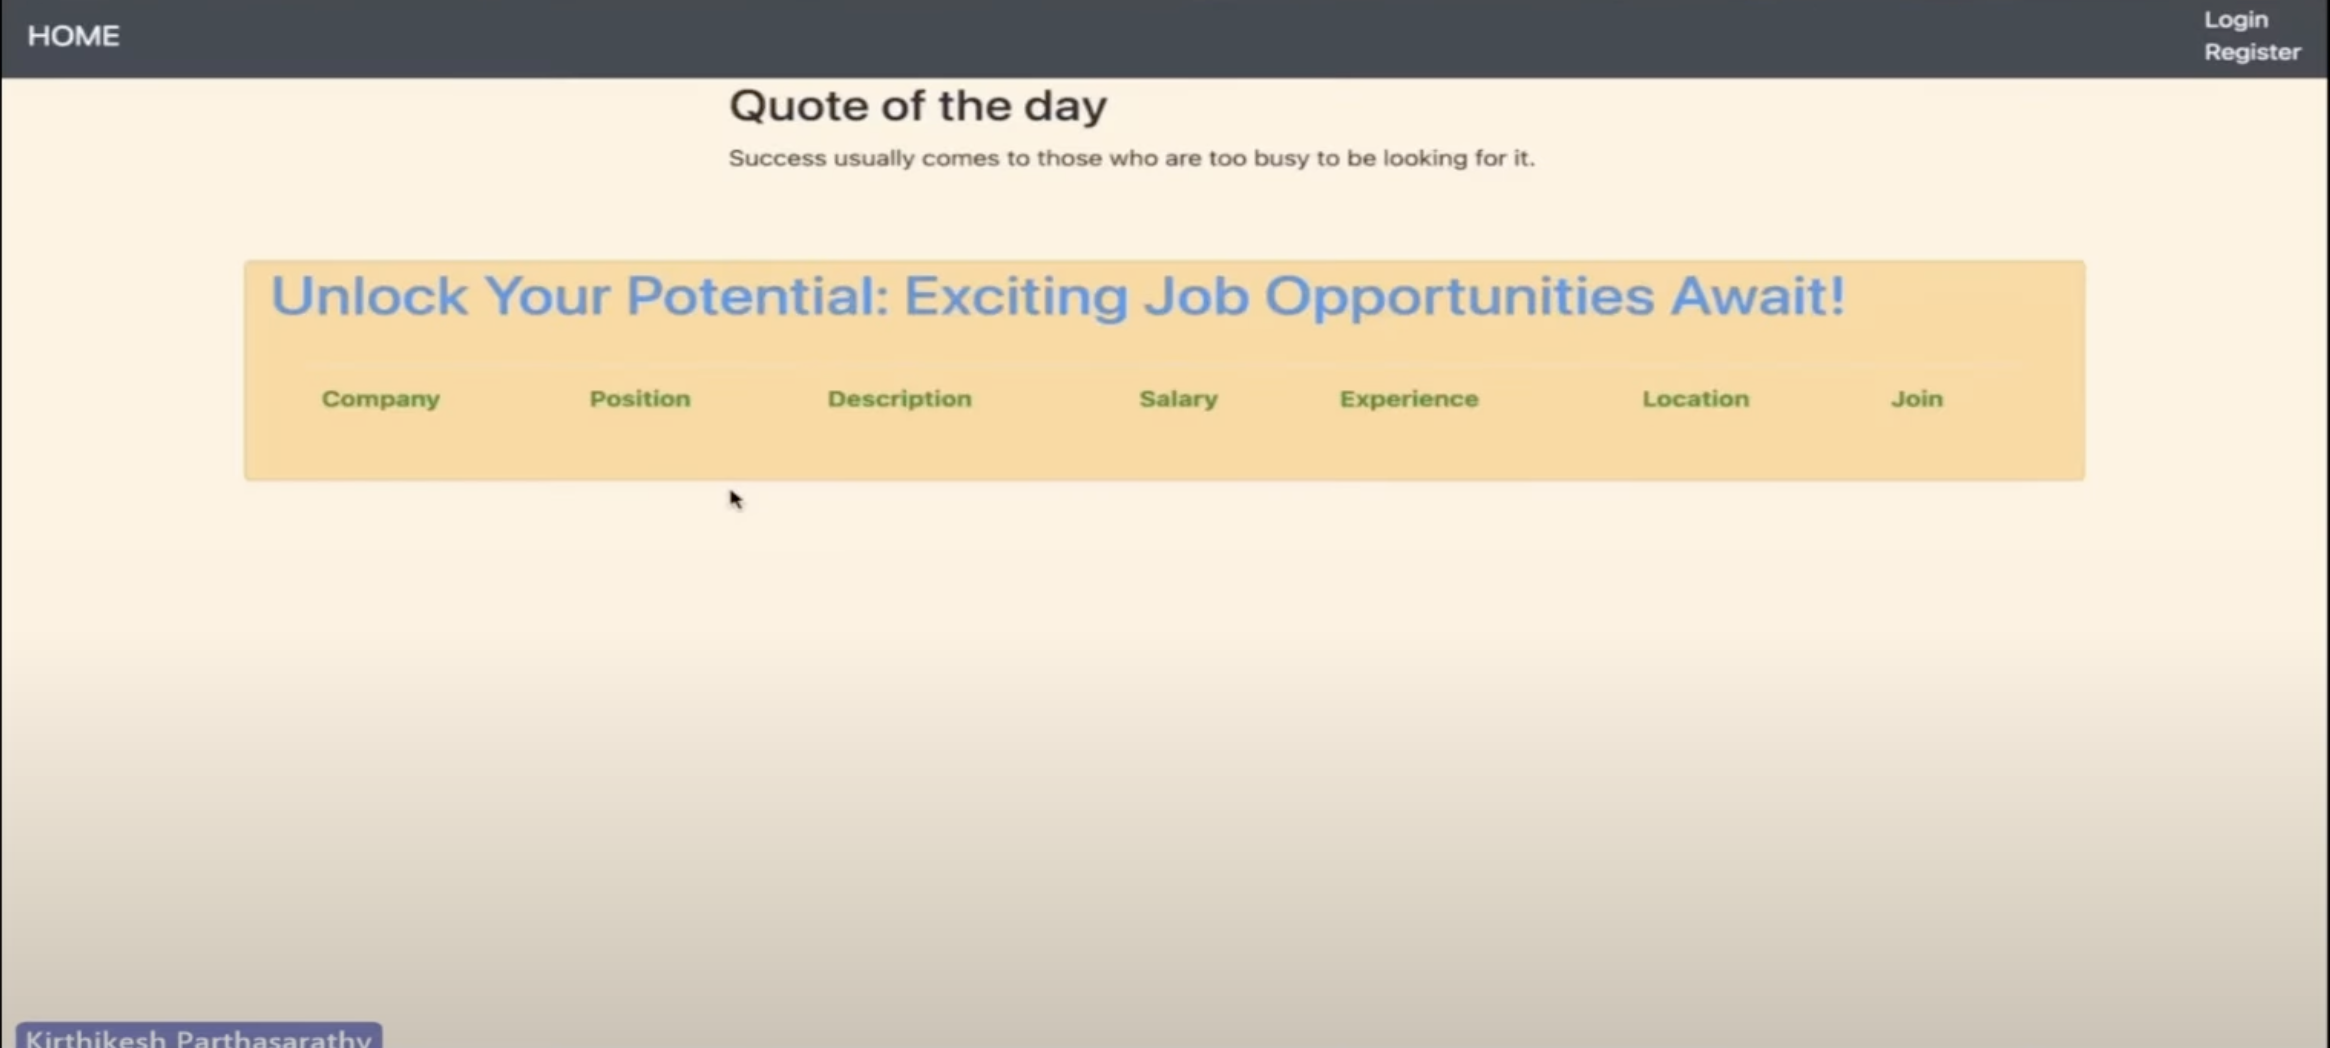 HOME
Login
Register
Quote of the day
Success usually comes to those who are too busy to be looking for it.
Unlock Your Potential: Exciting Job Opportunities Await!
Company Position Description Salary Experience Location Join
Kirthikesh Parthasarathy